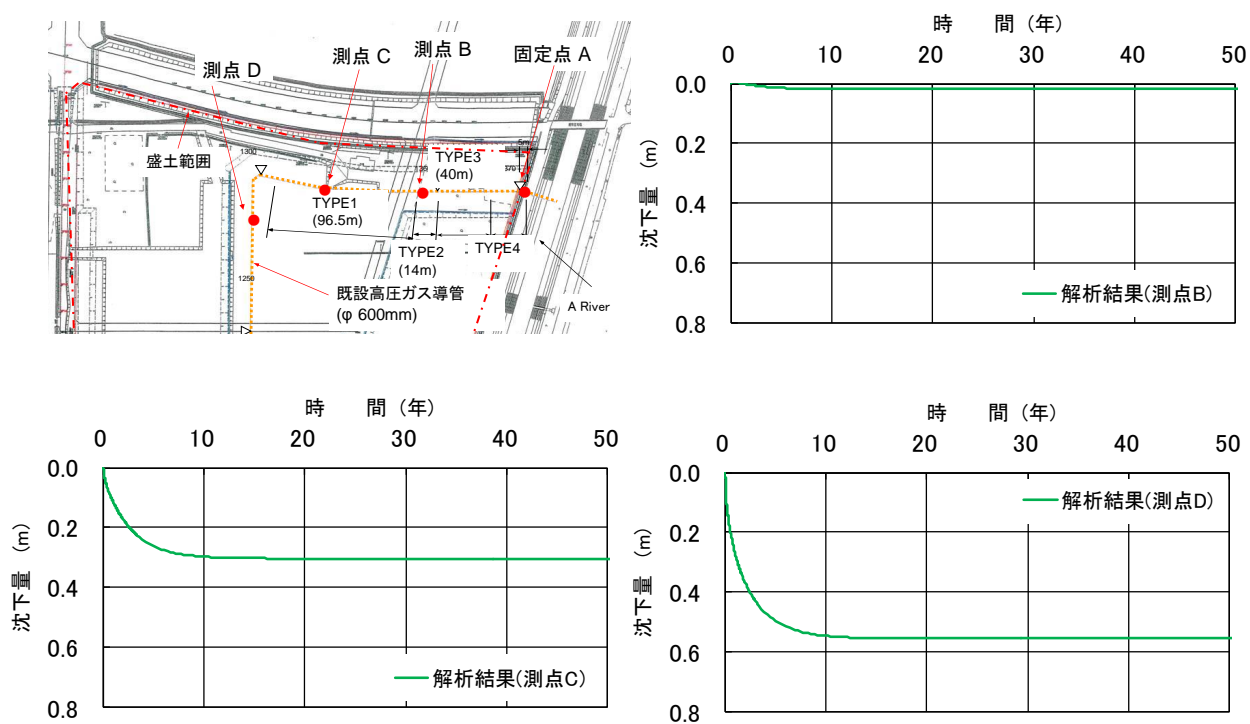 測点 D
測点 C
測点 B
固定点 A
盛土範囲
1300
TYPE3
(40m)
5m
370
TYPE1
(96.5m)
TYPE2
(14m)
TYPE4
1250
既設高圧ガス導管
(φ 600mm)
A River
時 間 (年)
0 10 20 30 40 50
沈下量 (m)
0.0
0.2
0.4
0.6
0.8
解析結果(測点B)
時 間 (年)
0 10 20 30 40 50
沈下量 (m)
0.0
0.2
0.4
0.6
0.8
解析結果(測点C)
時 間 (年)
0 10 20 30 40 50
沈下量 (m)
0.0
0.2
0.4
0.6
0.8
解析結果(測点D)